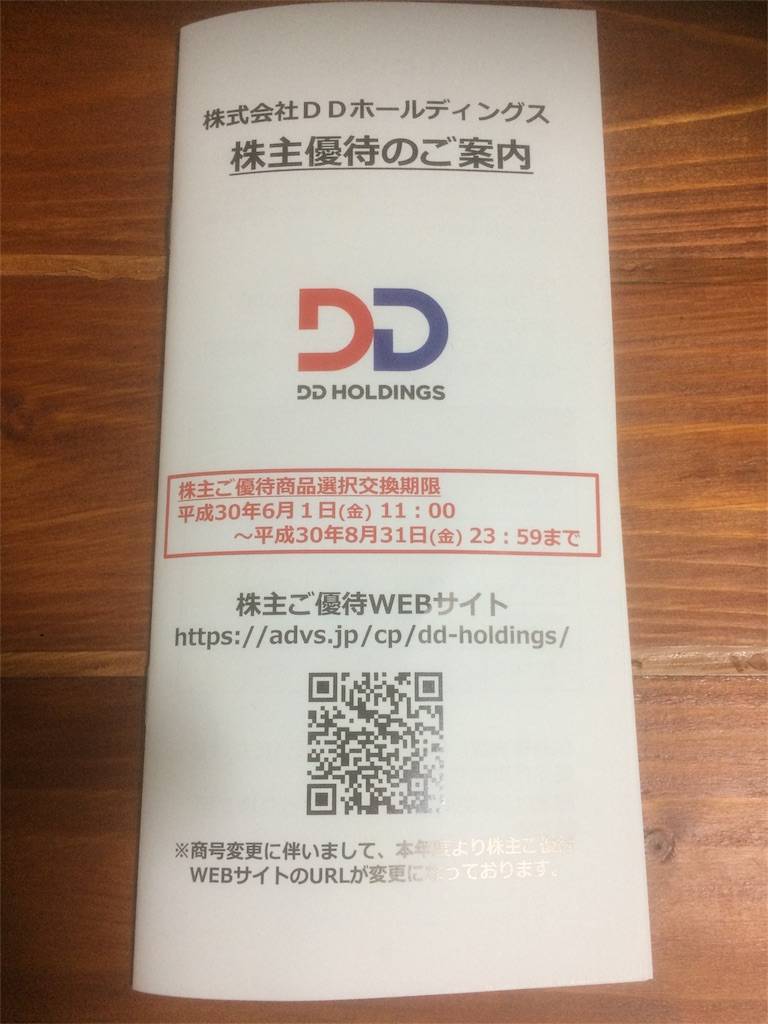 株式会社ＤＤホールディングス
株主優待のご案内
DD
DD HOLDINGS
株主ご優待商品選択交換期限
平成30年6月１日(金) 11：00
～平成30年8月31日(金) 23：59まで
株主ご優待WEBサイト
https://advs.jp/cp/dd-holdings/
※商号変更に伴いまして、本年度より株主ご優待
WEBサイトのURLが変更になっております。